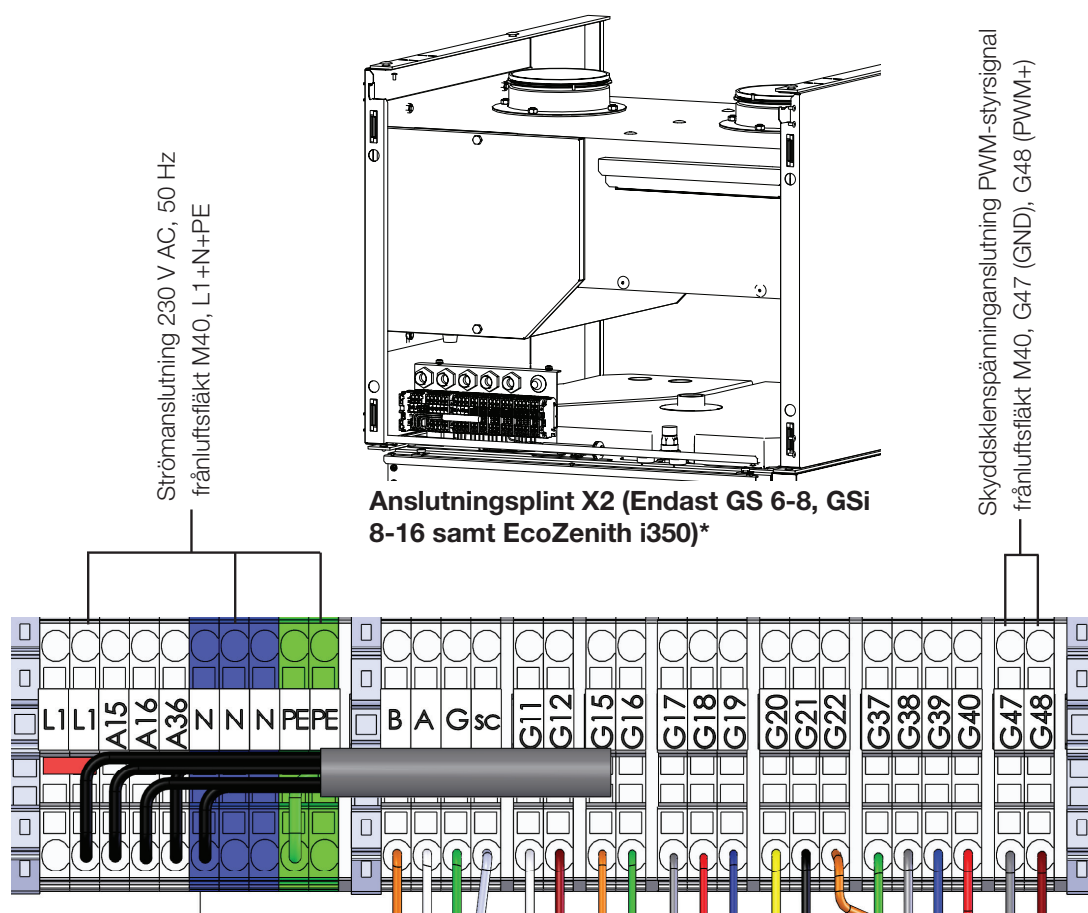 Strömanslutning 230 V AC, 50 Hz
frånluftsfläkt M40, L1+N+PE
Skyddsklenspänninganslutning PWM-styrsignal
frånluftsfläkt M40, G47 (GND), G48 (PWM+)
Anslutningsplint X2 (Endast GS 6-8, GSi
8-16 samt EcoZenith i350)*
L1 L1 A15 A16 A36 N N N PE PE B A G SC G11 G12 G15 G16 G17 G18 G19 G20 G21 G22 G37 G38 G39 G40 G47 G48